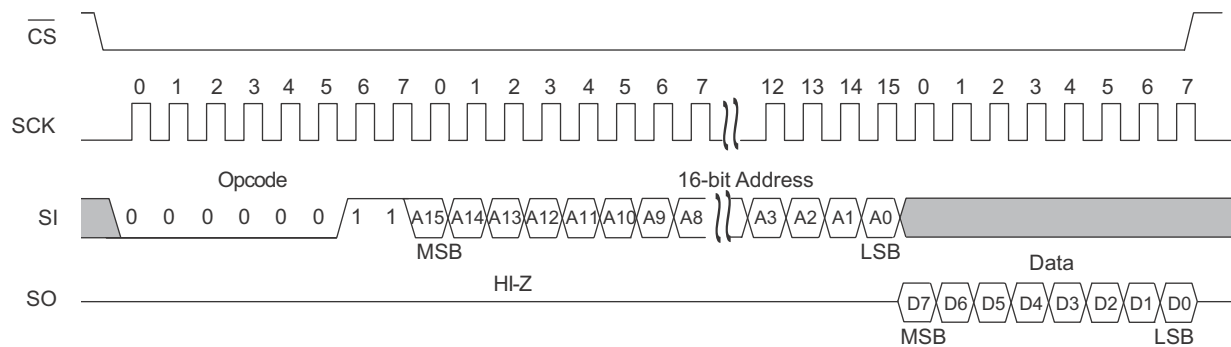 CS
0 1 2 3 4 5 6 7 0 1 2 3 4 5 6 7 12 13 14 15 0 1 2 3 4 5 6 7
SCK
Opcode 16-bit Address
SI 0 0 0 0 0 0 1 1 A15 A14 A13 A12 A11 A10 A9 A8 A3 A2 A1 A0
MSB LSB
HI-Z Data
SO D7 D6 D5 D4 D3 D2 D1 D0
MSB LSB